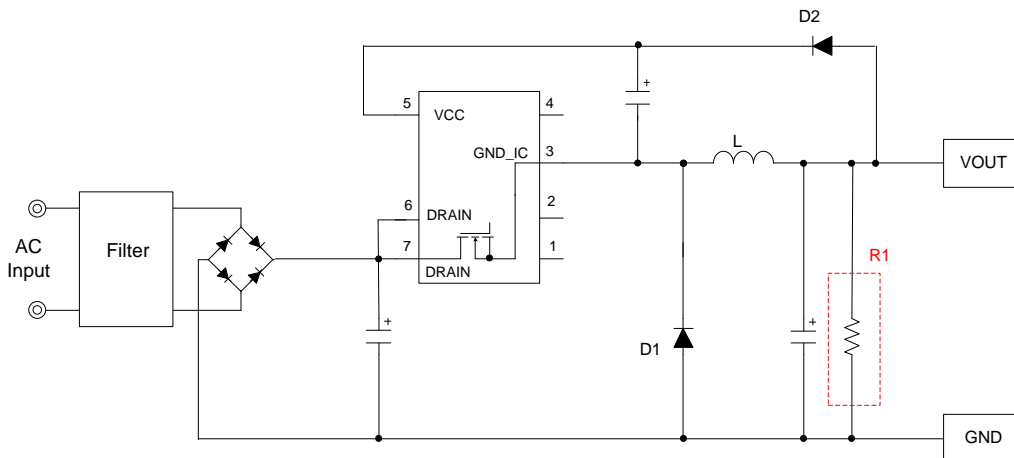 D2
+
5
VCC
4
GND_IC
3
L
VOUT
AC
Input
Filter
6
DRAIN
2
7
DRAIN
1
R1
+
D1
+
GND